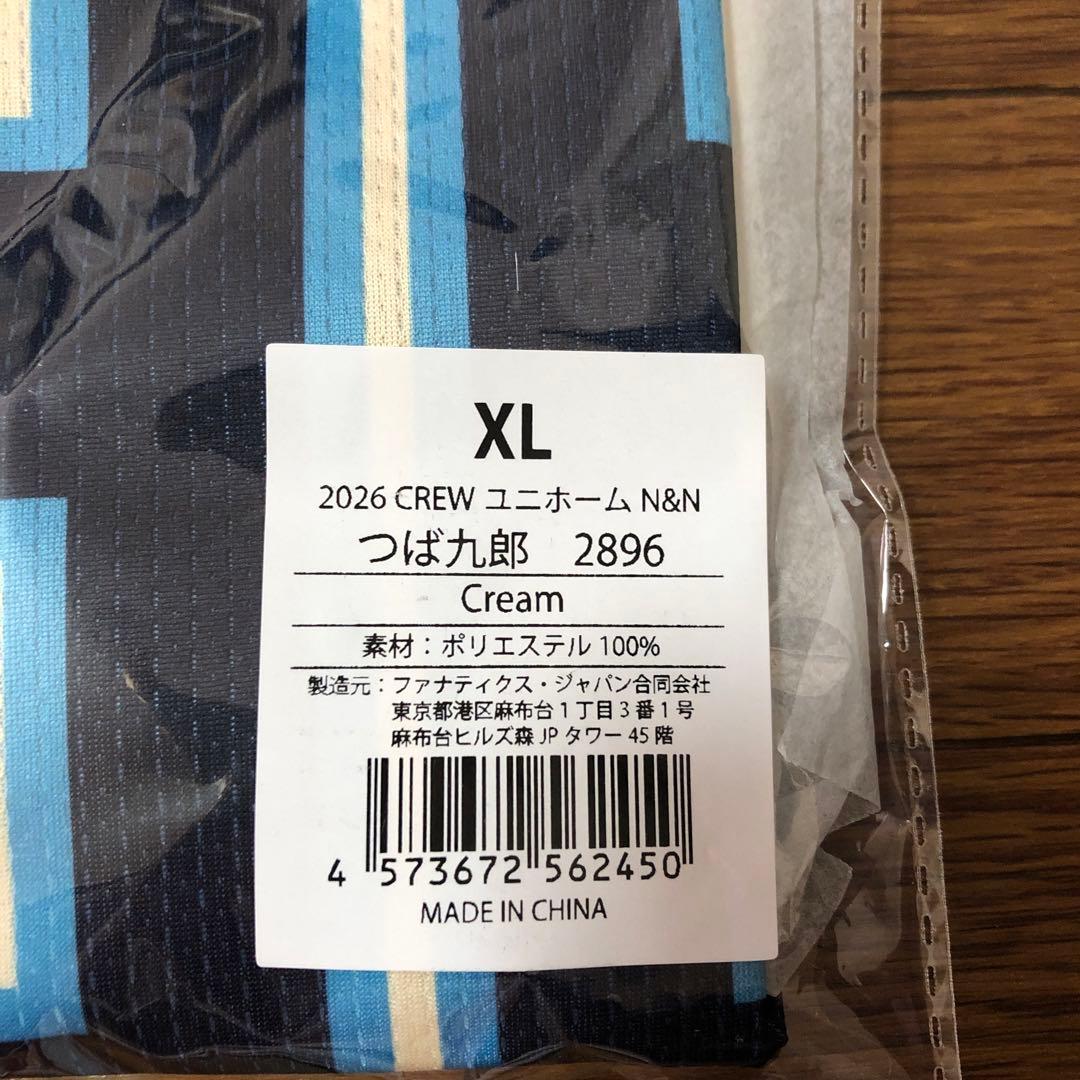 XL
2026 CREW ユニホーム N&N
つば九郎　2896
Cream
素材：ポリエステル 100%
製造元：ファナティクス・ジャパン合同会社
東京都港区麻布台1丁目3番1号
麻布台ヒルズ森 JP タワー 45 階
4 573672 562450
MADE IN CHINA